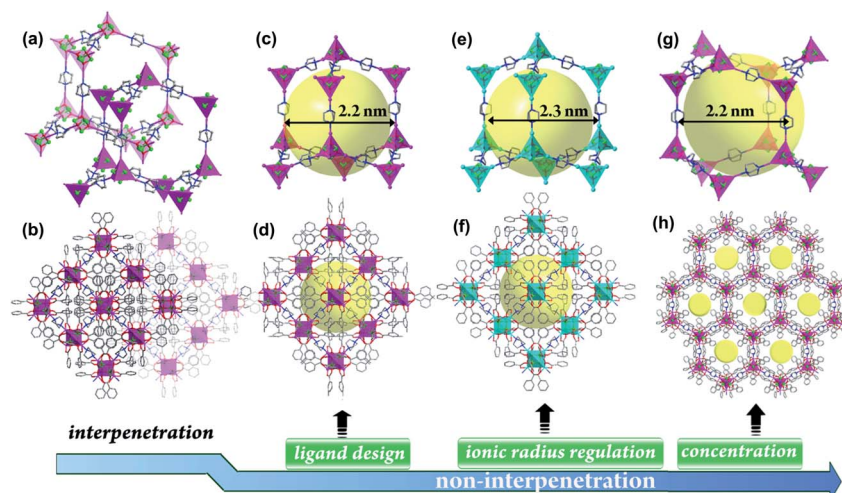 (a)
(c)
(e)
(g)
2.2 nm
2.3 nm
2.2 nm
(b)
(d)
(f)
(h)
interpenetration
ligand design
ionic radius regulation
concentration
non-interpenetration